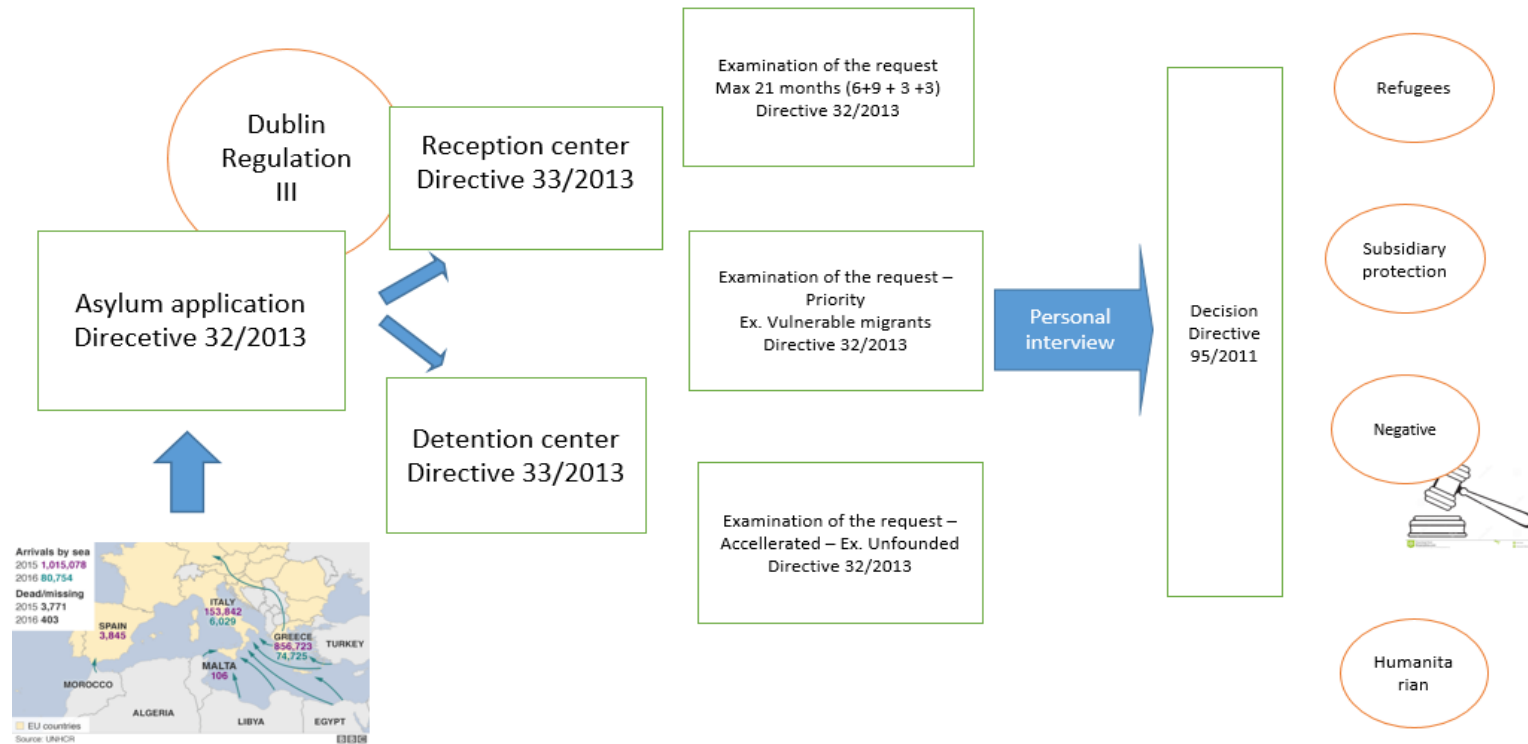 Dublin
Regulation
III
Reception center
Directive 33/2013
Asylum application
Direcetive 32/2013
Detention center
Directive 33/2013
Examination of the request
Max 21 months (6+9 + 3 +3)
Directive 32/2013
Examination of the request –
Priority
Ex. Vulnerable migrants
Directive 32/2013
Examination of the request –
Accellerated – Ex. Unfounded
Directive 32/2013
Personal
interview
Decision
Directive
95/2011
Refugees
Subsidiary
protection
Negative
Humanita
rian
Arrivals by sea
2015 1,015,078
2016 80,754
Dead/missing
2015 3,771
2016 403
SPAIN
3,845
ITALY
153,842
6,029
GREECE
856,723
74,725
TURKEY
MALTA
106
MOROCCO
ALGERIA
LIBYA
EGYPT
EU countries
Source: UNHCR
BBC